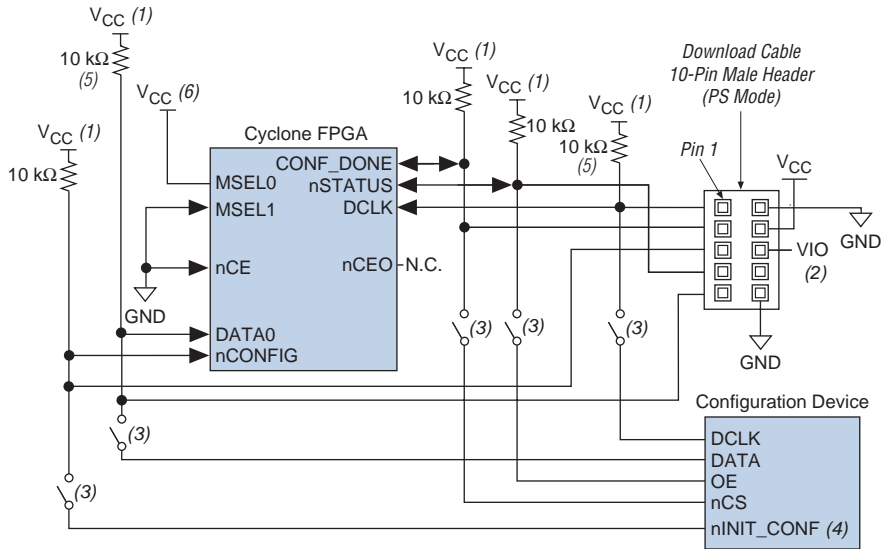 VCC (1)
10 kΩ
(5)
VCC (6)
VCC (1)
10 kΩ
VCC (1)
10 kΩ
VCC (1)
10 kΩ
VCC (1)
10 kΩ
(5)
Download Cable
10-Pin Male Header
(PS Mode)
Pin 1
VCC
GND
VIO
(2)
GND
Cyclone FPGA
CONF_DONE
nSTATUS
DCLK
MSEL0
MSEL1
nCE
nCEO
N.C.
GND
DATA0
nCONFIG
(3)
(3)
(3)
(3)
(3)
Configuration Device
DCLK
DATA
OE
nCS
nINIT_CONF (4)